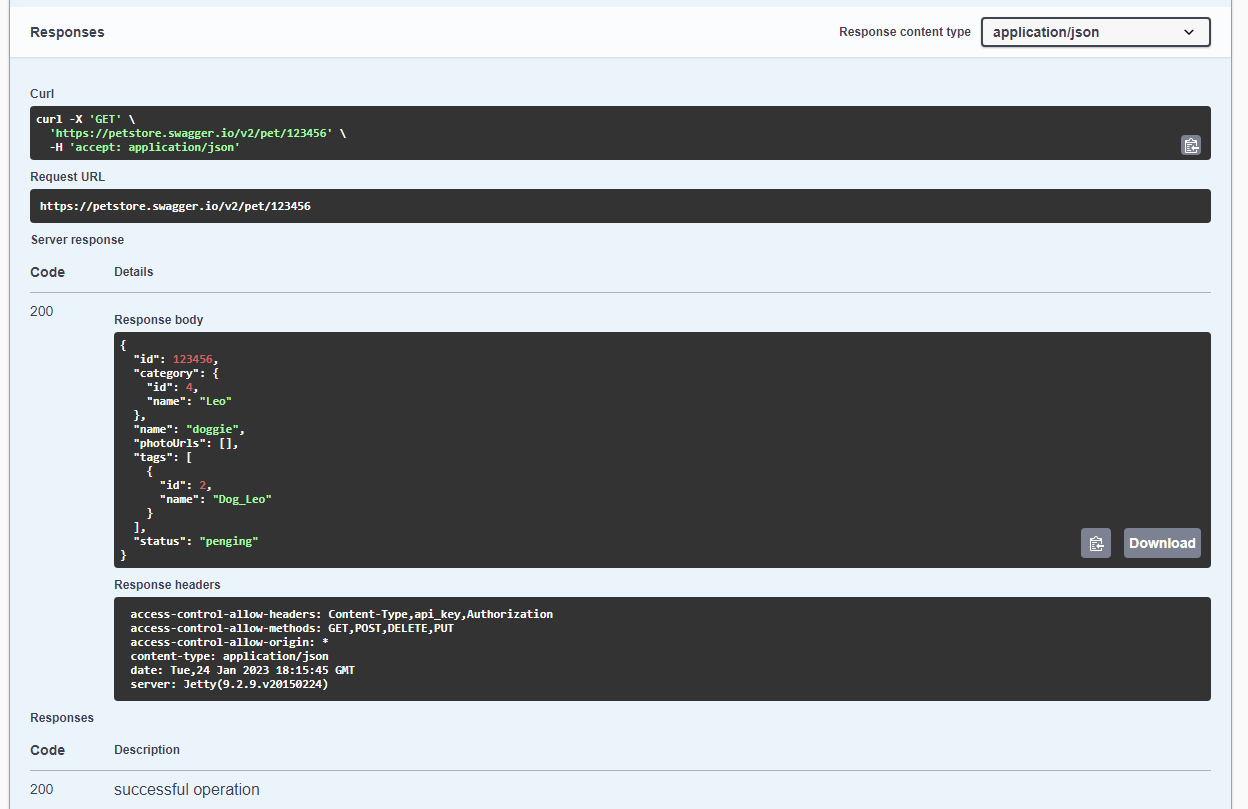 Responses
Response content type
application/json
Curl
curl -X 'GET' \
  'https://petstore.swagger.io/v2/pet/123456' \
  -H 'accept: application/json'
Request URL
https://petstore.swagger.io/v2/pet/123456
Server response
Code Details
200
Response body
{
  "id": 123456,
  "category": {
    "id": 4,
    "name": "Leo"
  },
  "name": "doggie",
  "photoUrls": [],
  "tags": [
    {
      "id": 2,
      "name": "Dog_Leo"
    }
  ],
  "status": "penging"
}
Download
Response headers
access-control-allow-headers: Content-Type,api_key,Authorization
access-control-allow-methods: GET,POST,DELETE,PUT
access-control-allow-origin: *
content-type: application/json
date: Tue,24 Jan 2023 18:15:45 GMT
server: Jetty(9.2.9.v20150224)
Responses
Code Description
200 successful operation